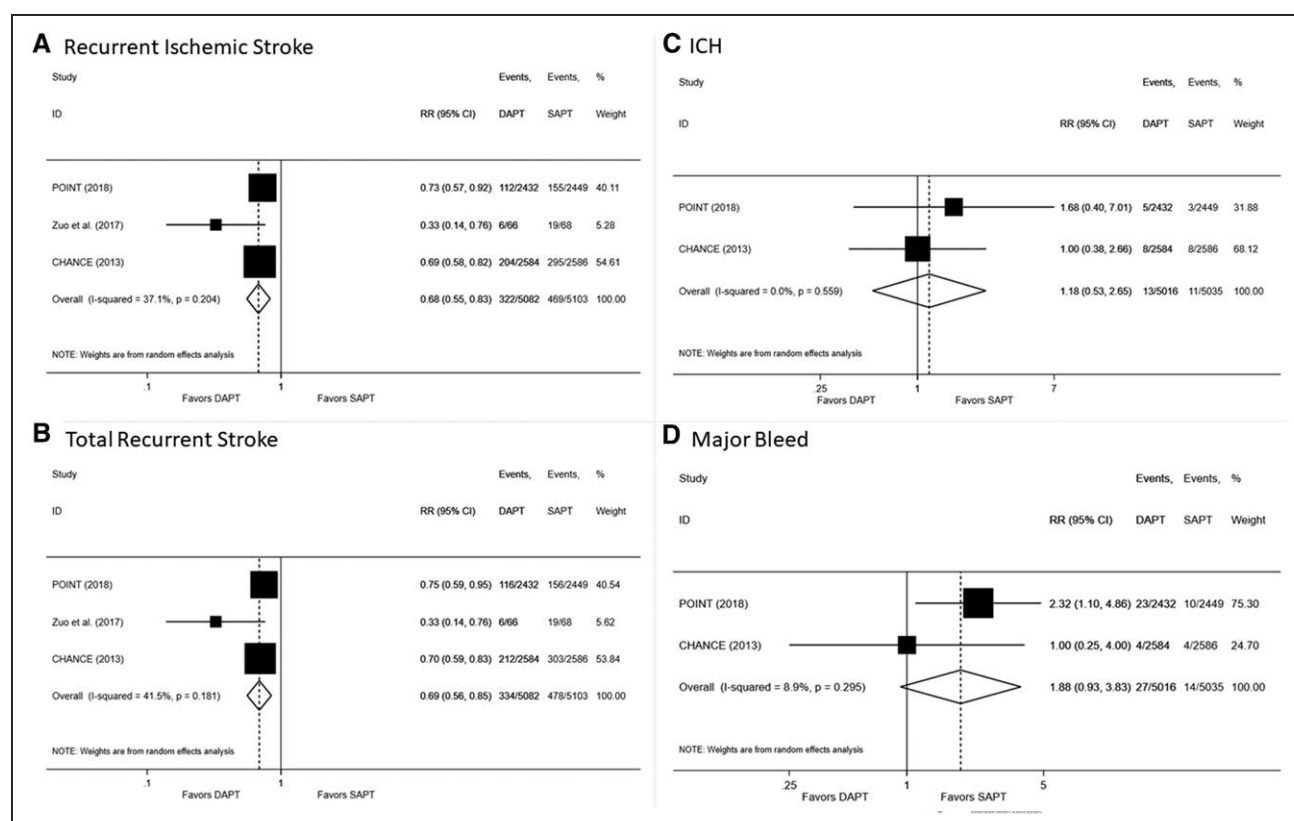 A Recurrent Ischemic Stroke
Study Events, Events, %
ID RR (95% CI) DAPT SAPT Weight
POINT (2018) 0.73 (0.57, 0.92) 112/2432 155/2449 40.11
Zuo et al. (2017) 0.33 (0.14, 0.76) 6/66 19/68 5.28
CHANCE (2013) 0.69 (0.58, 0.82) 204/2584 295/2586 54.61
Overall (I-squared = 37.1%, p = 0.204) 0.68 (0.55, 0.83) 322/5082 469/5103 100.00
NOTE: Weights are from random effects analysis
.1 1
Favors DAPT Favors SAPT
B Total Recurrent Stroke
Study Events, Events, %
ID RR (95% CI) DAPT SAPT Weight
POINT (2018) 0.75 (0.59, 0.95) 116/2432 156/2449 40.54
Zuo et al. (2017) 0.33 (0.14, 0.76) 6/66 19/68 5.62
CHANCE (2013) 0.70 (0.59, 0.83) 212/2584 303/2586 53.84
Overall (I-squared = 41.5%, p = 0.181) 0.69 (0.56, 0.85) 334/5082 478/5103 100.00
NOTE: Weights are from random effects analysis
.1 1
Favors DAPT Favors SAPT
C ICH
Study Events, Events, %
ID RR (95% CI) DAPT SAPT Weight
POINT (2018) 1.68 (0.40, 7.01) 5/2432 3/2449 31.88
CHANCE (2013) 1.00 (0.38, 2.66) 8/2584 8/2586 68.12
Overall (I-squared = 0.0%, p = 0.559) 1.18 (0.53, 2.65) 13/5016 11/5035 100.00
NOTE: Weights are from random effects analysis
.25 1 7
Favors DAPT Favors SAPT
D Major Bleed
Study Events, Events, %
ID RR (95% CI) DAPT SAPT Weight
POINT (2018) 2.32 (1.10, 4.86) 23/2432 10/2449 75.30
CHANCE (2013) 1.00 (0.25, 4.00) 4/2584 4/2586 24.70
Overall (I-squared = 8.9%, p = 0.295) 1.88 (0.93, 3.83) 27/5016 14/5035 100.00
NOTE: Weights are from random effects analysis
.25 1 5
Favors DAPT Favors SAPT